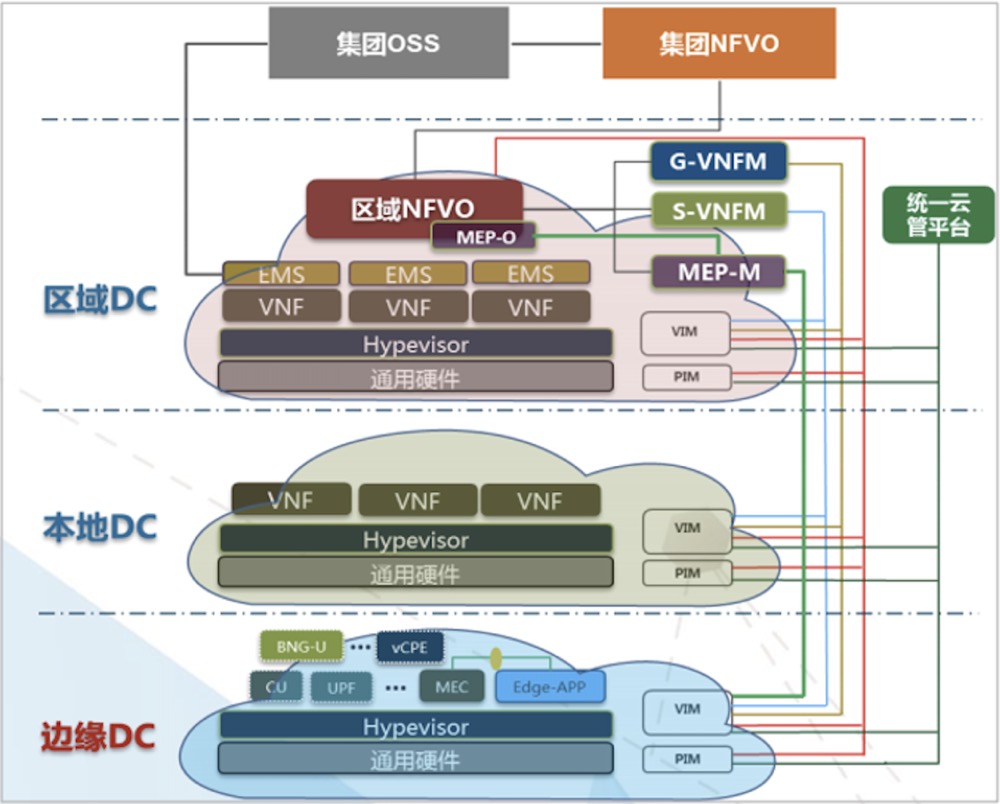 集团OSS
集团NFVO
G-VNFM
区域NFVO
S-VNFM
统一云
管平台
MEP-O
MEP-M
EMS
EMS
EMS
区域DC
VNF
VNF
VNF
VIM
Hypevisor
通用硬件
PIM
VNF
VNF
VNF
本地DC
VIM
Hypevisor
通用硬件
PIM
BNG-U
•••
vCPE
CU
UPF
•••
MEC
Edge-APP
VIM
边缘DC
Hypevisor
通用硬件
PIM